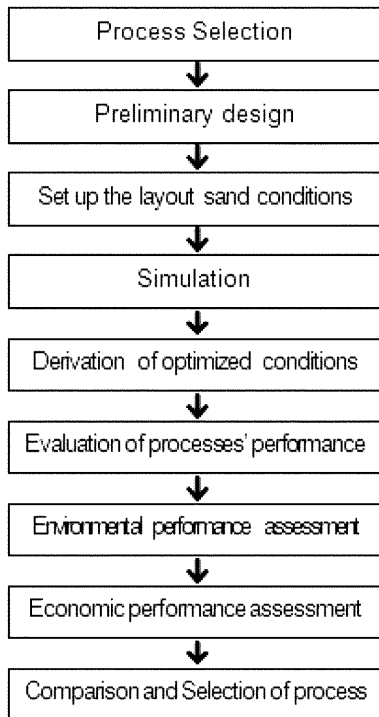 Process Selection
Preliminary design
Set up the layout sand conditions
Simulation
Derivation of optimized conditions
Evaluation of processes' performance
Environmental performance assessment
Economic performance assessment
Comparison and Selection of process